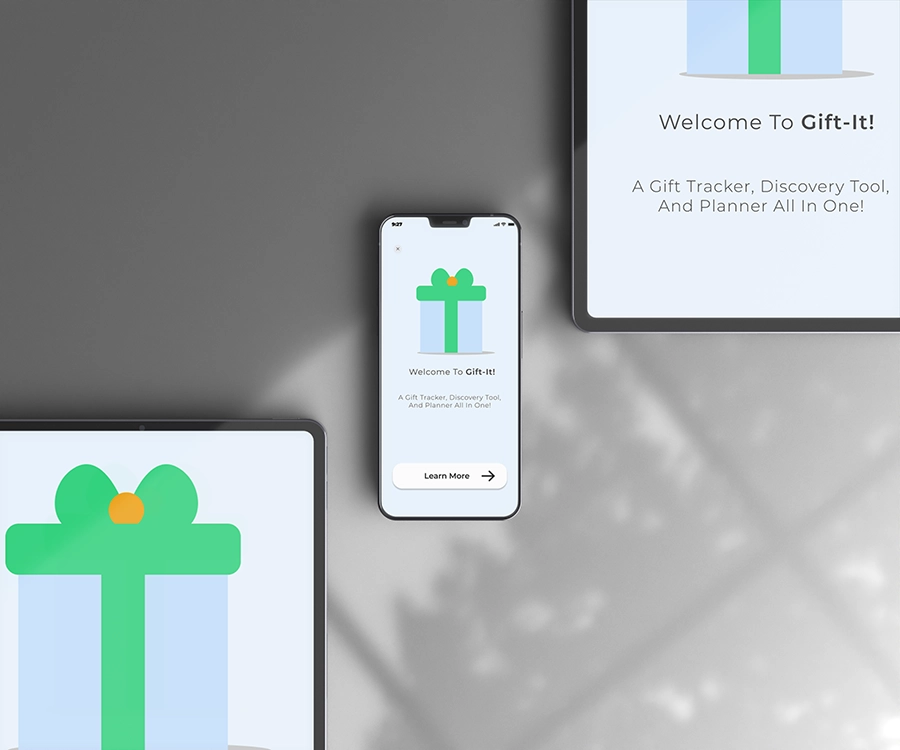 Welcome To Gift-It!
A Gift Tracker, Discovery Tool,
And Planner All In One!
9:27
Welcome To Gift-It!
A Gift Tracker, Discovery Tool,
And Planner All In One!
Learn More